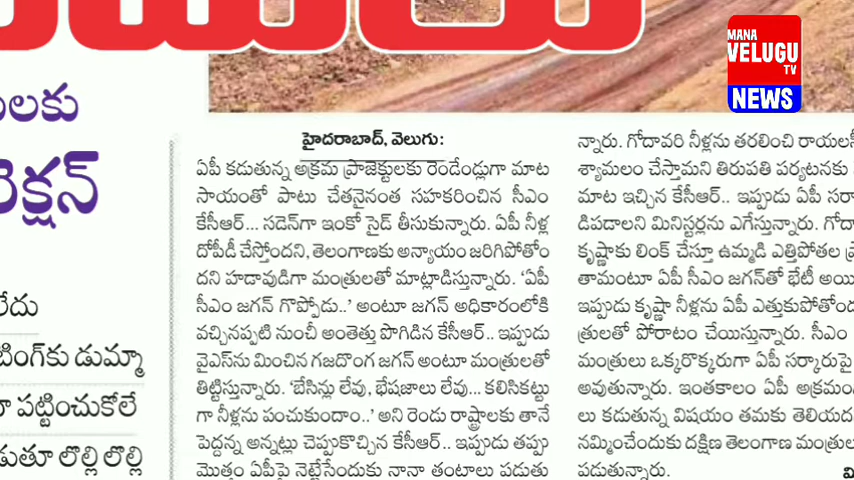 MANA
VELUGU
TV
NEWS
హైదరాబాద్, వెలుగు:
ఏపీ కడుతున్న అక్రమ ప్రాజెక్టులకు రెండేండ్లుగా మాట
సాయంతో పాటు చేతనైనంత సహకరించిన సీఎం
కేసీఆర్... సడెన్‌గా ఇంకో సైడ్ తీసుకున్నారు. ఏపీ నీళ్ల
దోపీడీ చేస్తోందని, తెలంగాణకు అన్యాయం జరిగిపోతోం
దని హడావుడిగా మంత్రులతో మాట్లాడిస్తున్నారు. ‘ఏపీ
సీఎం జగన్ గొప్పోడు..’ అంటూ జగన్ అధికారంలోకి
వచ్చినప్పటి నుంచీ అంతెత్తు పొగిడిన కేసీఆర్.. ఇప్పుడు
వైఎస్‌ను మించిన గజదొంగ జగన్ అంటూ మంత్రులతో
తిట్టిస్తున్నారు. ‘బేసిన్లు లేవు, భేషజాలు లేవు... కలిసికట్టు
గా నీళ్లను పంచుకుందాం..’ అని రెండు రాష్ట్రాలకు తానే
పెద్దన్న అన్నట్లు చెప్పుకొచ్చిన కేసీఆర్.. ఇప్పుడు తప్పు
మొత్తం ఏపీపై నెట్టేసేందుకు నానా తంటాలు పడుతు
న్నారు. గోదావరి నీళ్లను తరలించి రాయలసీ
శ్యామలం చేస్తామని తిరుపతి పర్యటనకు
మాట ఇచ్చిన కేసీఆర్.. ఇప్పుడు ఏపీ సర్కా
డిపడాలని మినిస్టర్లను ఎగేస్తున్నారు. గోదా
కృష్ణాకు లింక్ చేస్తూ ఉమ్మడి ఎత్తిపోతల ప్రా
తామంటూ ఏపీ సీఎం జగన్‌తో భేటీ అయి
ఇప్పుడు కృష్ణా నీళ్లను ఏపీ ఎత్తుకుపోతోంద
త్రులతో పోరాటం చేయిస్తున్నారు. సీఎం
మంత్రులు ఒక్కరొక్కరుగా ఏపీ సర్కారుపై
అవుతున్నారు. ఇంతకాలం ఏపీ అక్రమం
లు కడుతున్న విషయం తమకు తెలియద
నమ్మించేందుకు దక్షిణ తెలంగాణ మంత్రుల
పడుతున్నారు.
లకు
క్షన్
లేదు
టింగ్‌కు డుమ్మా
పట్టించుకోలే
డుతూ లొల్లి లొల్లి